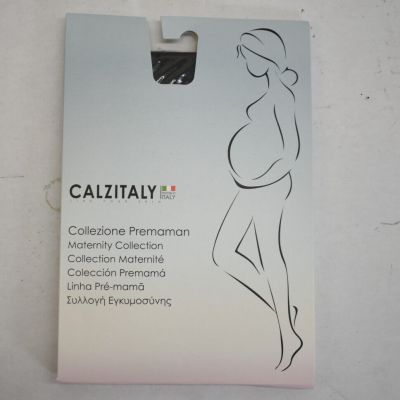 CALZITALY
ITALY
Collezione Premaman
Maternity Collection
Collection Maternité
Colección Premamá
Linha Pré-mamã
Συλλογή Εγκυμοσύνης